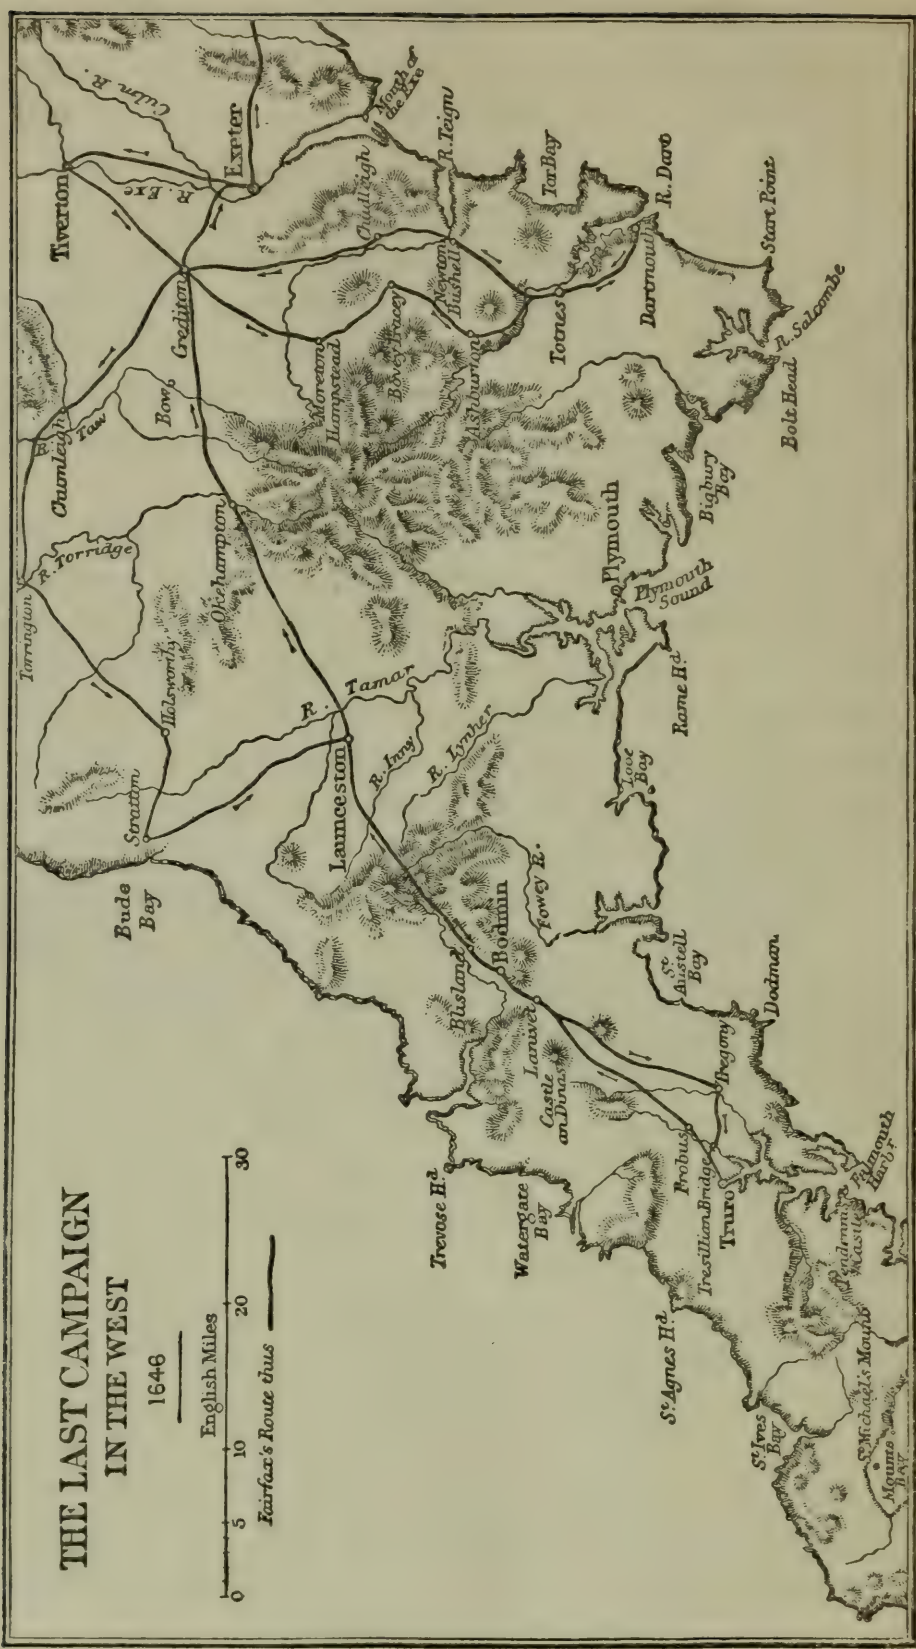 THE LAST CAMPAIGN
IN THE WEST
1646
English Miles
0 5 10 20 30
Fairfax's Route thus
Torrington
R. Torridge
Chumleigh
R. Taw
Tiverton
Culm R.
R. Exe
Exeter
Crediton
Bow
Okehampton
Holsworthy
Stratton
Bude
Bay
Launceston
R. Tamar
R. Inny
R. Lynher
Moreton
Hampstead
Bovey Tracey
Chudleigh
Mouth of
the Exe
R. Teign
Newton
Bushell
Ashburton
Tor Bay
Totnes
Dartmouth
R. Dart
Start Point
R. Salcombe
Bolt Head
Bigbury
Bay
Plymouth
Plymouth
Sound
Rame Hd.
Looe
Bay
Fowey R.
Bodmin
Blisland
Lanivet
Castle
an Dinas
St.
Austell
Bay
Dodman
Tregony
Probus
Tresillian Bridge
Truro
Falmouth
Harbr.
Pendennis
Castle
Trevose Hd.
Watergate
Bay
St. Agnes Hd.
St. Ives
Bay
St. Michael's Mount
Mounts
BAY